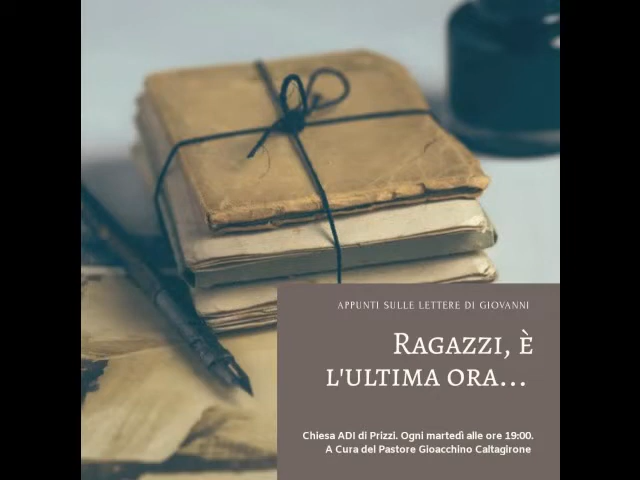 APPUNTI SULLE LETTERE DI GIOVANNI
Ragazzi, è
l'ultima ora...
Chiesa ADI di Prizzi. Ogni martedì alle ore 19:00.
A Cura del Pastore Gioacchino Caltagirone